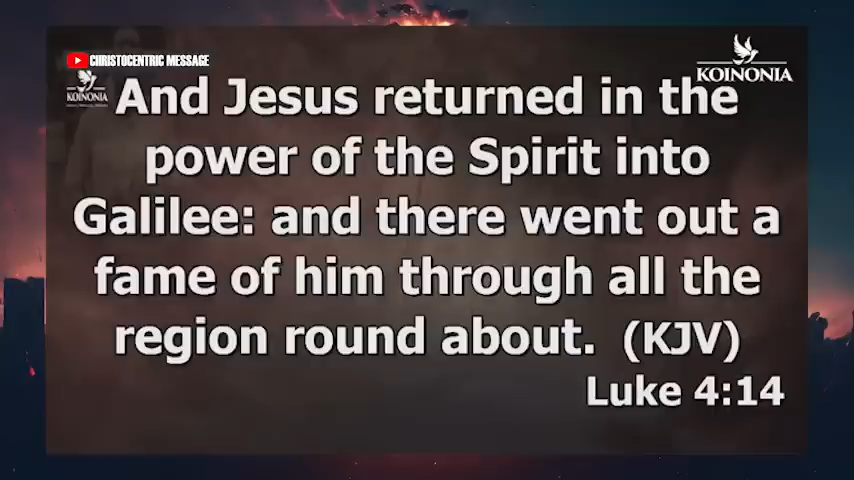 CHRISTOCENTRIC MESSAGE
KOINONIA
KOINONIA
And Jesus returned in the
power of the Spirit into
Galilee: and there went out a
fame of him through all the
region round about. (KJV)
Luke 4:14